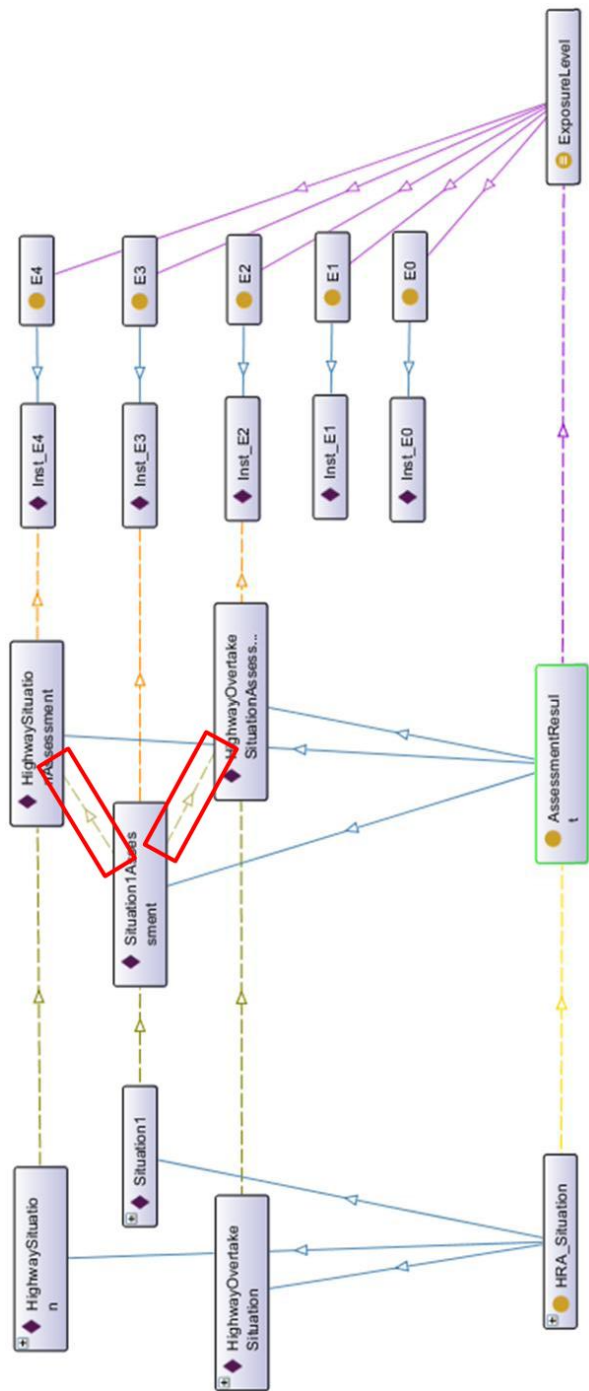 HighwaySituatio
n
HighwaySituatio
nAssessment
Inst_E4
E4
Situation1
Situation1Asses
sment
Inst_E3
E3
HighwayOvertake
Situation
HighwayOvertake
SituationAssess...
Inst_E2
E2
Inst_E1
E1
Inst_E0
E0
HRA_Situation
AssessmentResul
t
ExposureLevel